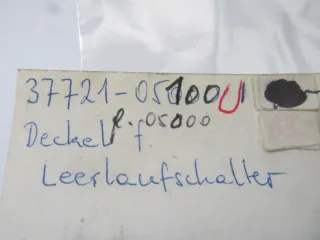 37721-05100U
f. 05000
Deckel f.
Leerlaufschalter